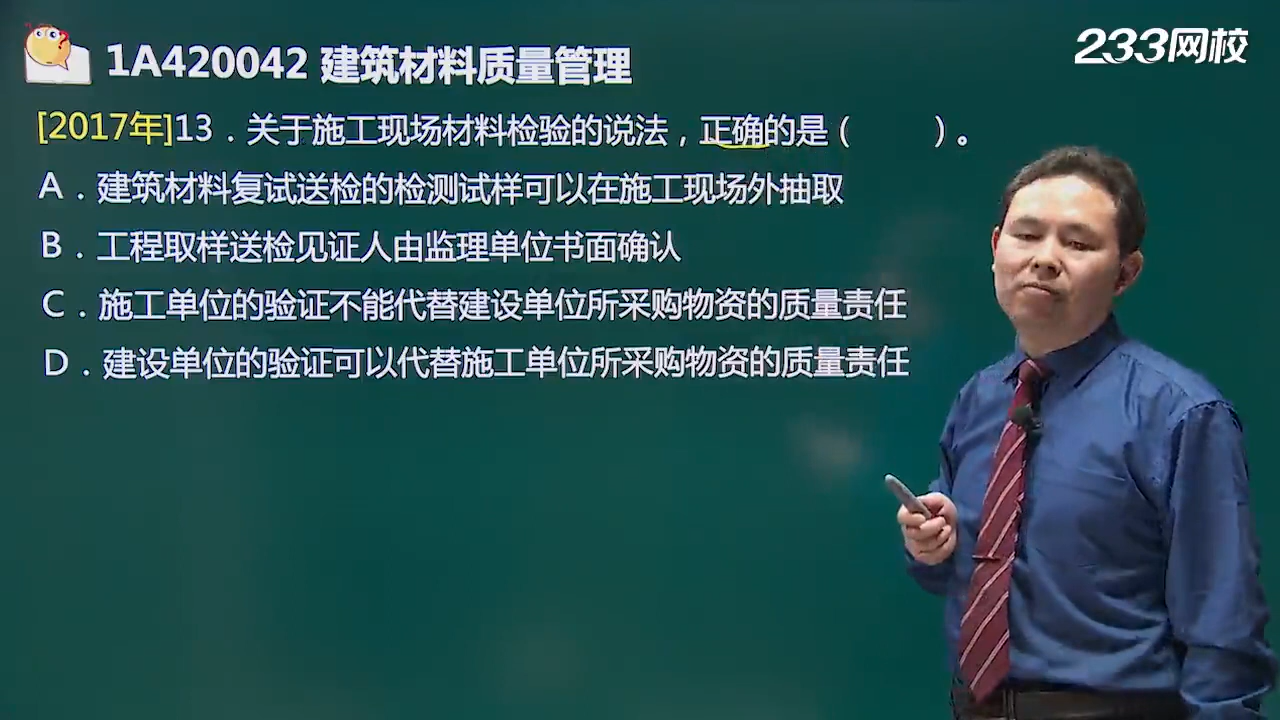 233网校
1A420042 建筑材料质量管理
[2017年]13．关于施工现场材料检验的说法，正确的是（　　）。
A．建筑材料复试送检的检测试样可以在施工现场外抽取
B．工程取样送检见证人由监理单位书面确认
C．施工单位的验证不能代替建设单位所采购物资的质量责任
D．建设单位的验证可以代替施工单位所采购物资的质量责任